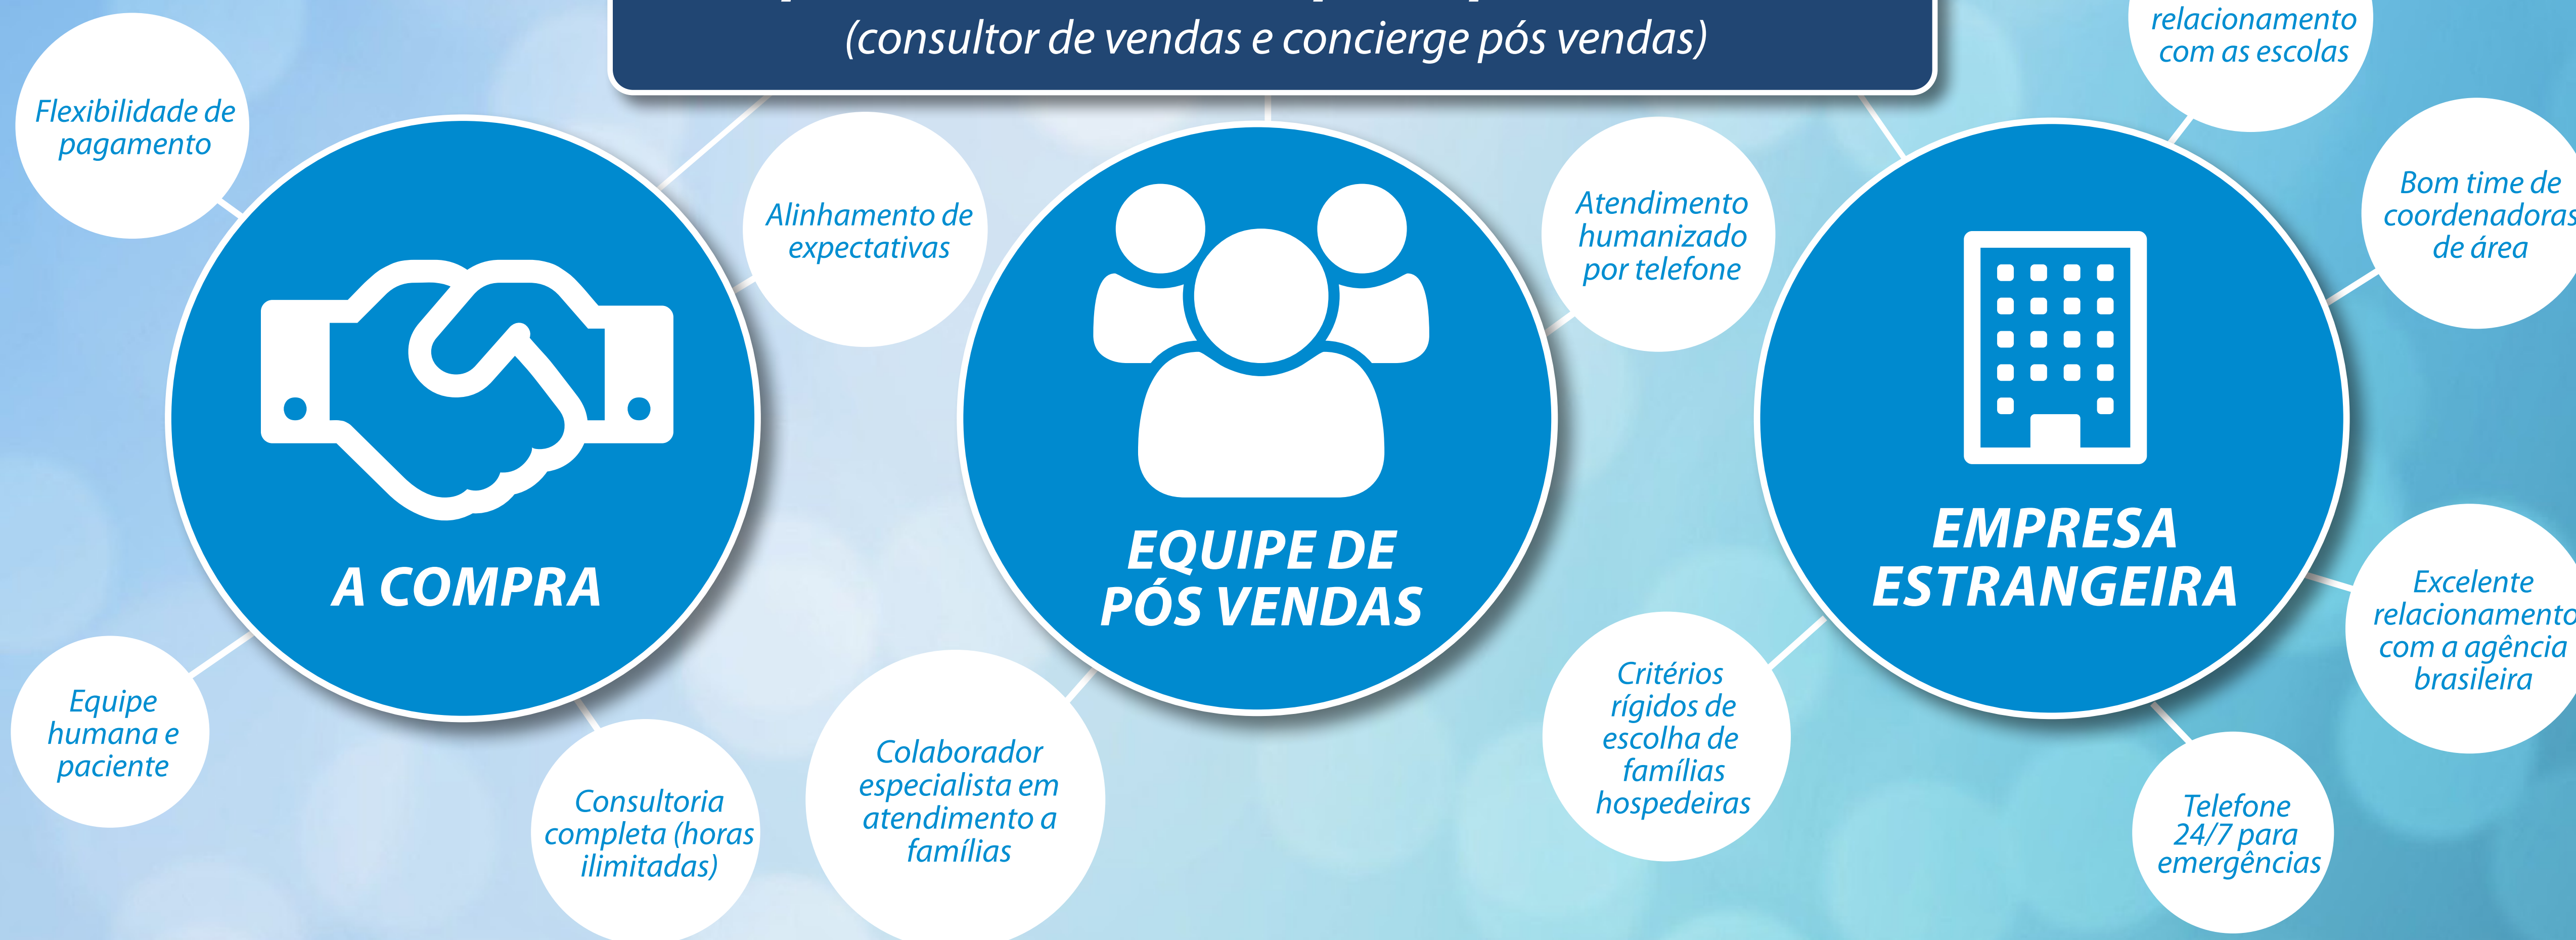 (consultor de vendas e concierge pós vendas)
Flexibilidade de
pagamento
Alinhamento de
expectativas
A COMPRA
Equipe
humana e
paciente
Consultoria
completa (horas
ilimitadas)
EQUIPE DE
PÓS VENDAS
Atendimento
humanizado
por telefone
Colaborador
especialista em
atendimento a
famílias
EMPRESA
ESTRANGEIRA
relacionamento
com as escolas
Bom time de
coordenadoras
de área
Excelente
relacionamento
com a agência
brasileira
Critérios
rígidos de
escolha de
famílias
hospedeiras
Telefone
24/7 para
emergências